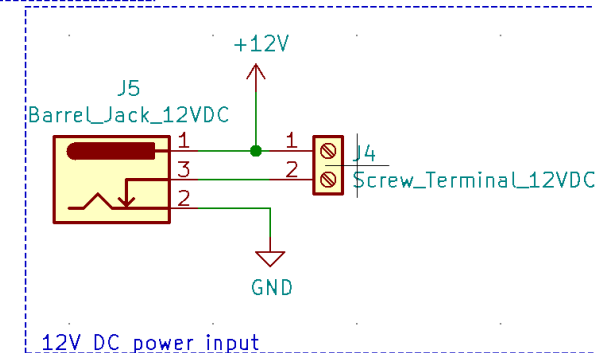 +12V
J5
Barrel_Jack_12VDC
1
1
J4
3
2
Screw_Terminal_12VDC
2
GND
12V DC power input